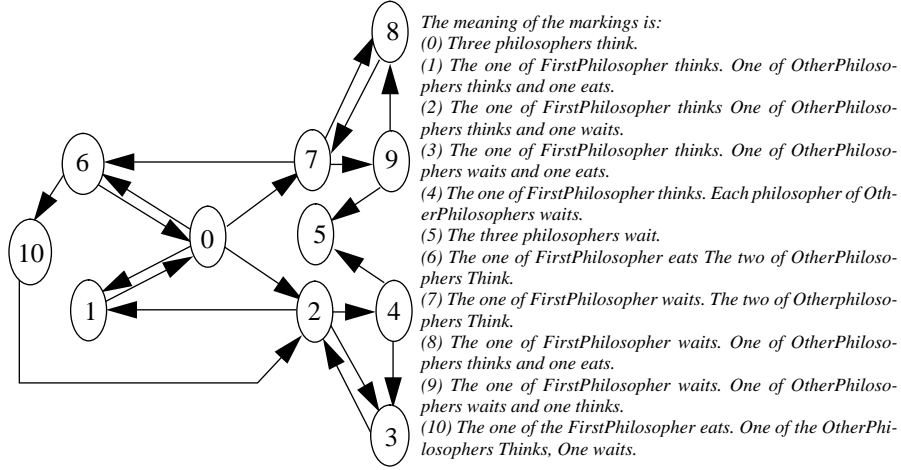 The meaning of the markings is:
(0) Three philosophers think.
(1) The one of FirstPhilosopher thinks. One of OtherPhiloso-
phers thinks and one eats.
(2) The one of FirstPhilosopher thinks One of OtherPhiloso-
phers thinks and one waits.
(3) The one of FirstPhilosopher thinks. One of OtherPhiloso-
phers waits and one eats.
(4) The one of FirstPhilosopher thinks. Each philosopher of Oth-
erPhilosophers waits.
(5) The three philosophers wait.
(6) The one of FirstPhilosopher eats The two of OtherPhiloso-
phers Think.
(7) The one of FirstPhilosopher waits. The two of Otherphiloso-
phers Think.
(8) The one of FirstPhilosopher waits. One of OtherPhiloso-
phers thinks and one eats.
(9) The one of FirstPhilosopher waits. One of OtherPhiloso-
phers waits and one thinks.
(10) The one of the FirstPhilosopher eats. One of the OtherPhi-
losophers Thinks, One waits.
8
6
7
9
0
5
10
1
2
4
3